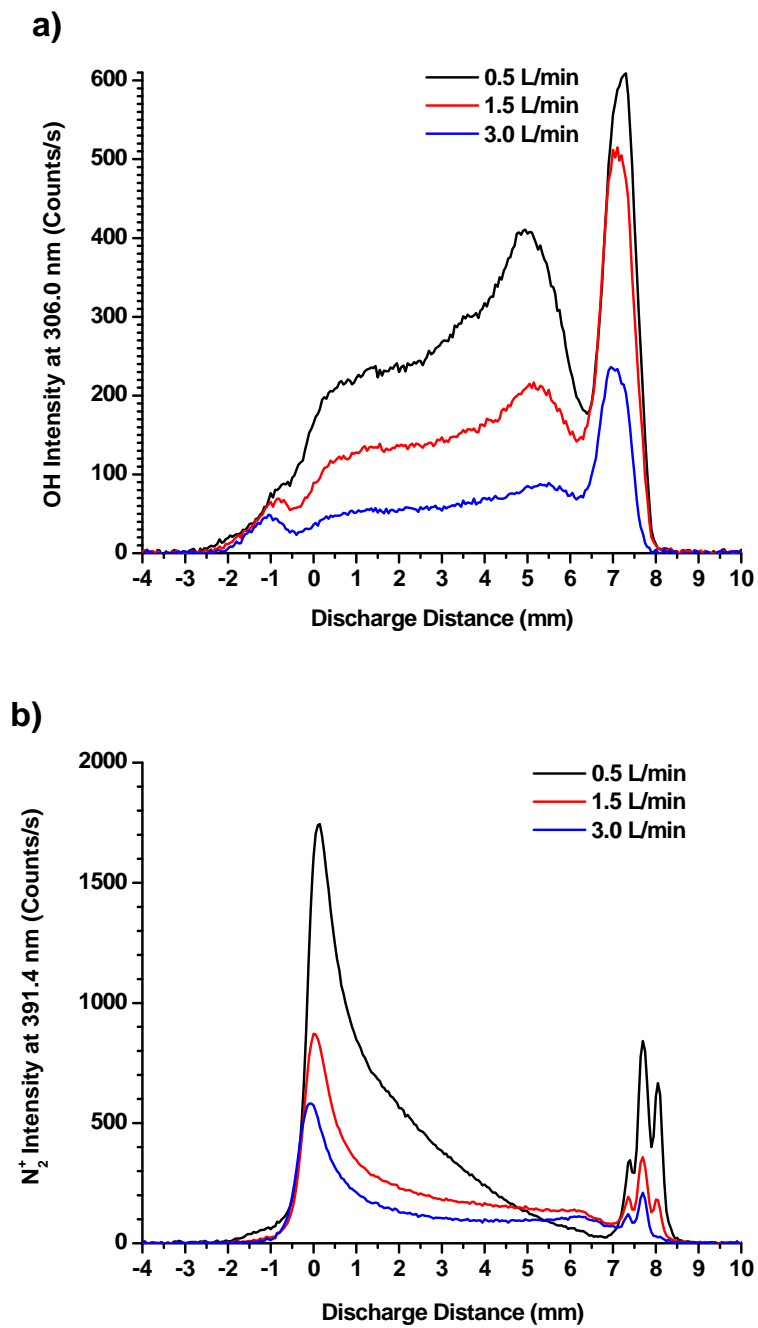 a)
OH Intensity at 306.0 nm (Counts/s)
600
500
400
300
200
100
0
0.5 L/min
1.5 L/min
3.0 L/min
-4 -3 -2 -1 0 1 2 3 4 5 6 7 8 9 10
Discharge Distance (mm)
b)
N₂⁺ Intensity at 391.4 nm (Counts/s)
2000
1500
1000
500
0
0.5 L/min
1.5 L/min
3.0 L/min
-4 -3 -2 -1 0 1 2 3 4 5 6 7 8 9 10
Discharge Distance (mm)